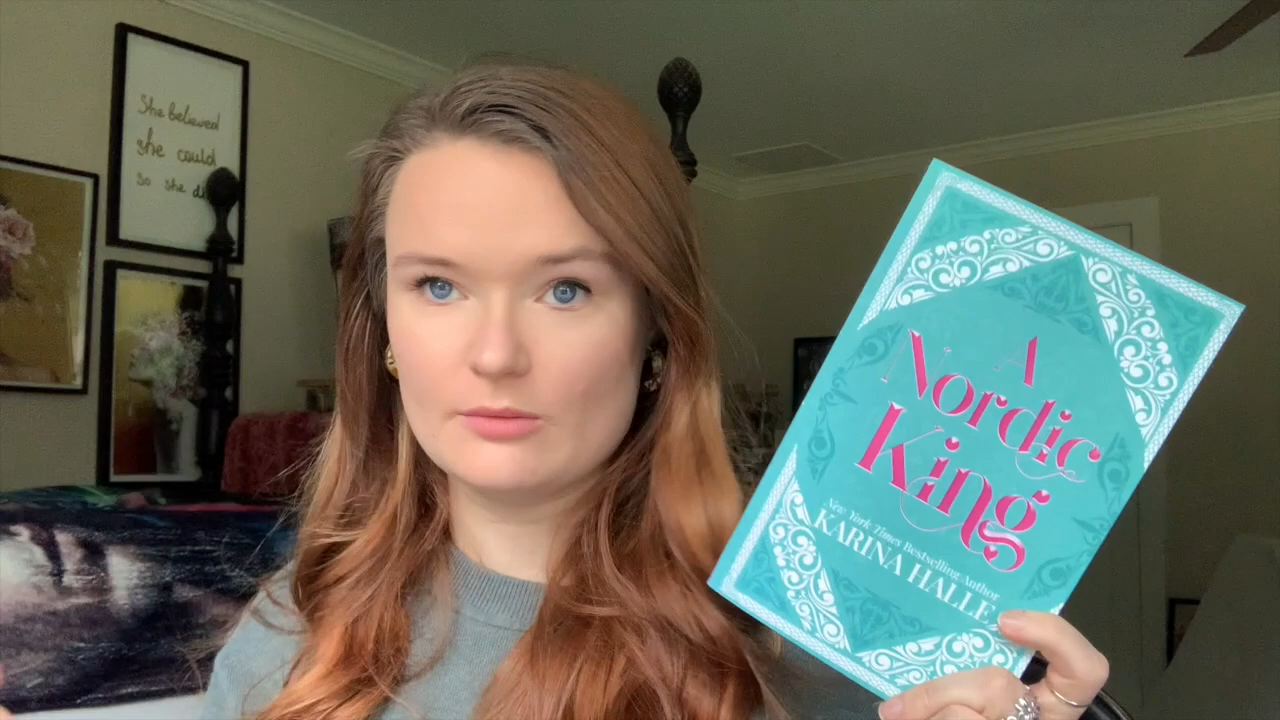 She believed
she could
so she
A
Nordic
King
New York Times Bestselling Author
KARINA HALLE